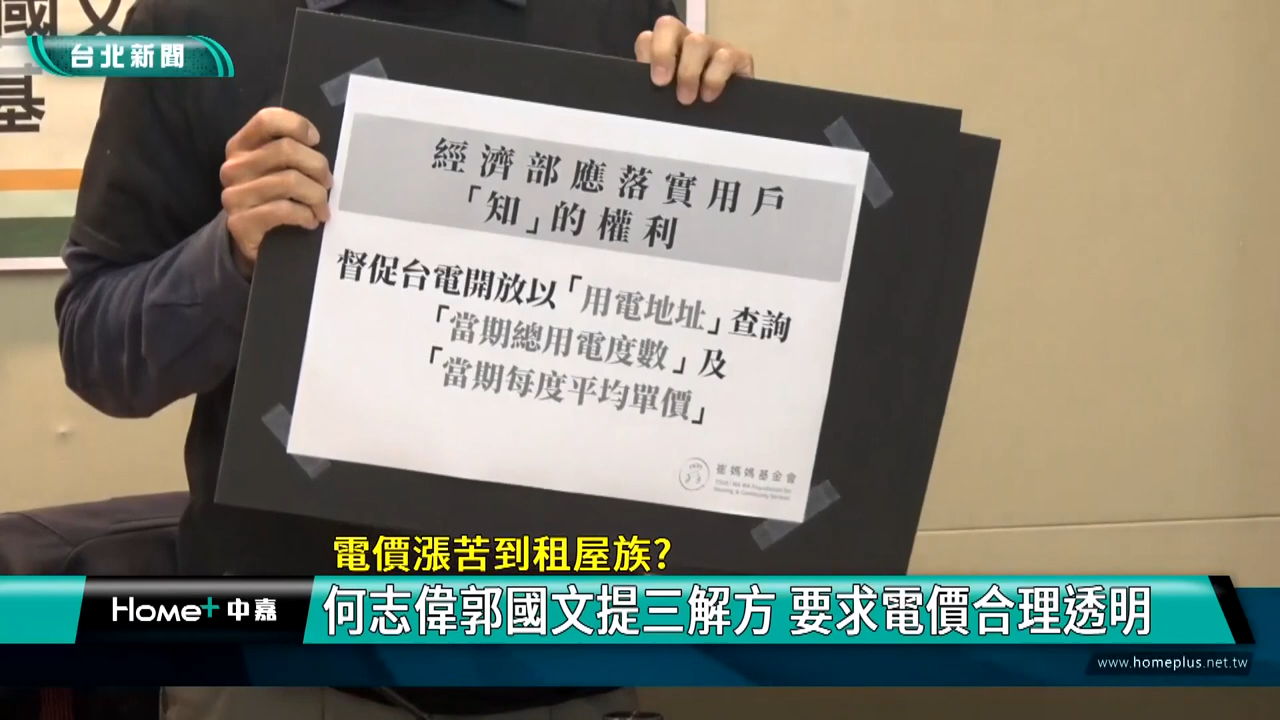 國文
基
台北新聞
經濟部應落實用戶
「知」的權利
督促台電開放以「用電地址」查詢
「當期總用電度數」及
「當期每度平均單價」
崔媽媽基金會
電價漲苦到租屋族?
Home+中嘉
何志偉郭國文提三解方 要求電價合理透明
www.homeplus.net.tw